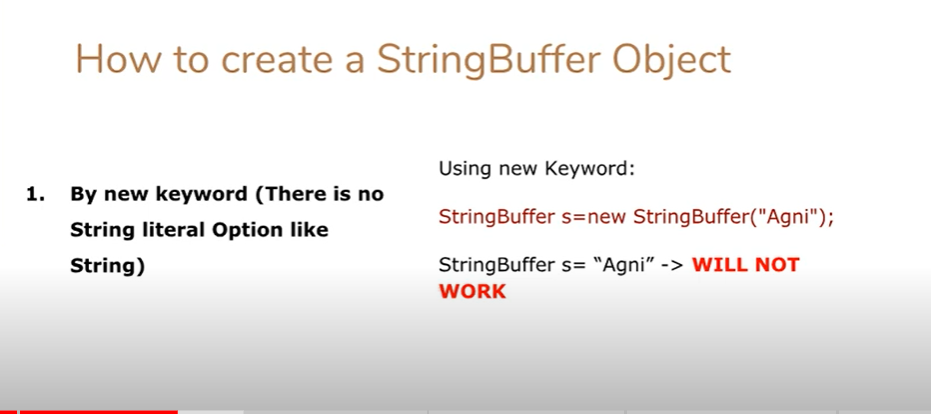 How to create a StringBuffer Object
1. By new keyword (There is no
String literal Option like
String)
Using new Keyword:
StringBuffer s=new StringBuffer("Agni");
StringBuffer s= “Agni” -> WILL NOT
WORK